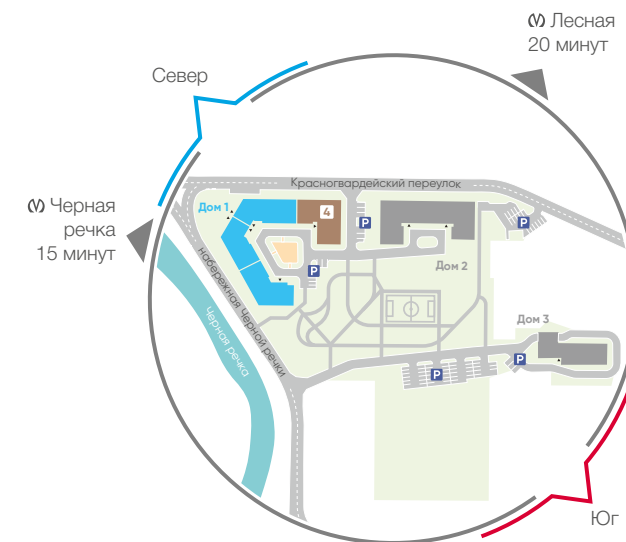 Лесная
20 минут
Север
Красногвардейский переулок
Черная
речка
15 минут
Дом 1
4
P
P
P
Дом 2
набережная Черной речки
Черная речка
Дом 3
P
P
Юг